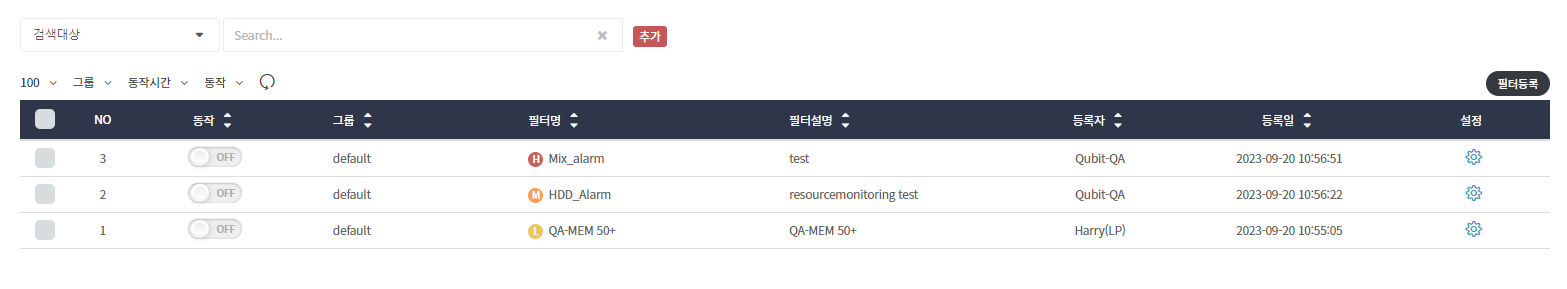 검색대상 Search... 추가
100 그룹 동작시간 동작 필터등록
NO 동작 그룹 필터명 필터설명 등록자 등록일 설정
3 OFF default H Mix_alarm test Qubit-QA 2023-09-20 10:56:51
2 OFF default M HDD_Alarm resourcemonitoring test Qubit-QA 2023-09-20 10:56:22
1 OFF default L QA-MEM 50+ QA-MEM 50+ Harry(LP) 2023-09-20 10:55:05